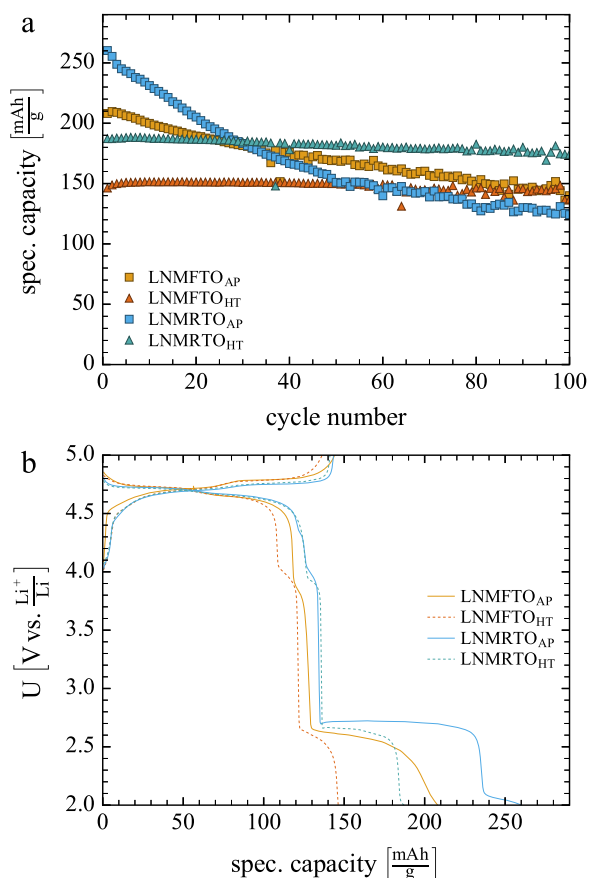 a
250
200
150
100
50
0
spec. capacity [mAh/g]
LNMFTO_AP
LNMFTO_HT
LNMRTO_AP
LNMRTO_HT
0 20 40 60 80 100
cycle number
b
5.0
4.5
4.0
3.5
3.0
2.5
2.0
U [V vs. Li⁺/Li]
LNMFTO_AP
LNMFTO_HT
LNMRTO_AP
LNMRTO_HT
0 50 100 150 200 250
spec. capacity [mAh/g]